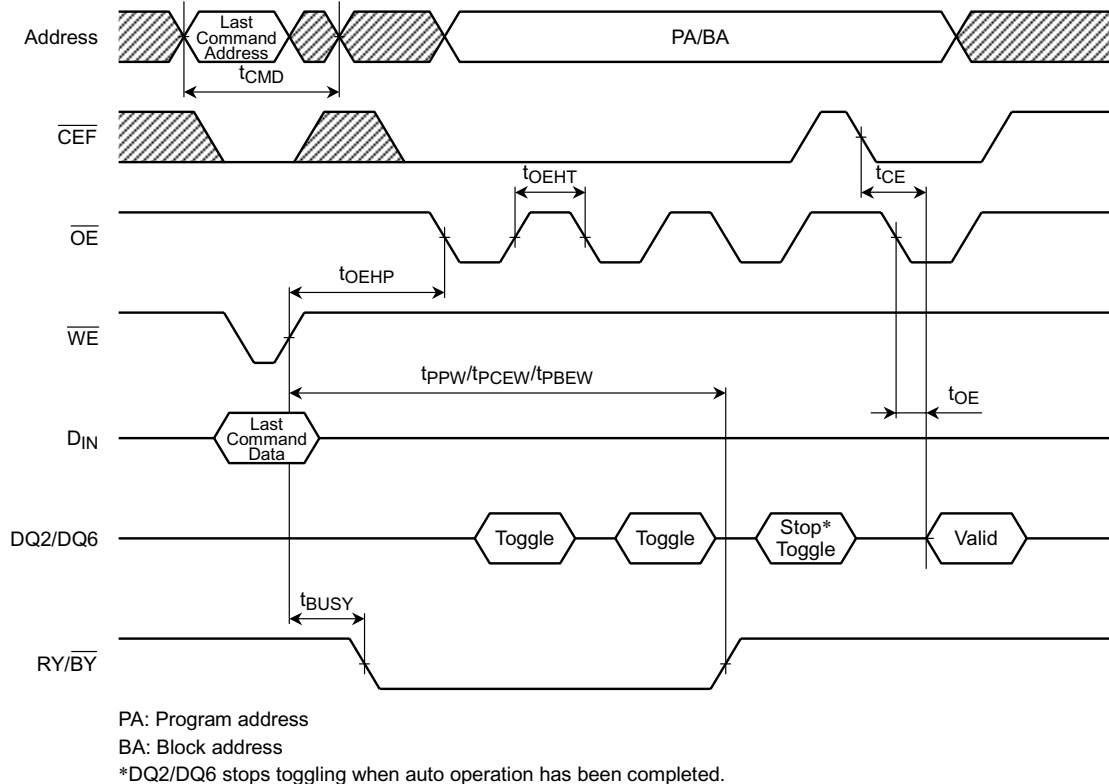 Address
Last
Command
Address
PA/BA
tCMD
CEF
tCE
tOEHT
OE
tOEHP
WE
tPPW/tPCEW/tPBEW
tOE
DIN
Last
Command
Data
DQ2/DQ6
Toggle
Toggle
Stop*
Toggle
Valid
tBUSY
RY/BY
PA: Program address
BA: Block address
*DQ2/DQ6 stops toggling when auto operation has been completed.